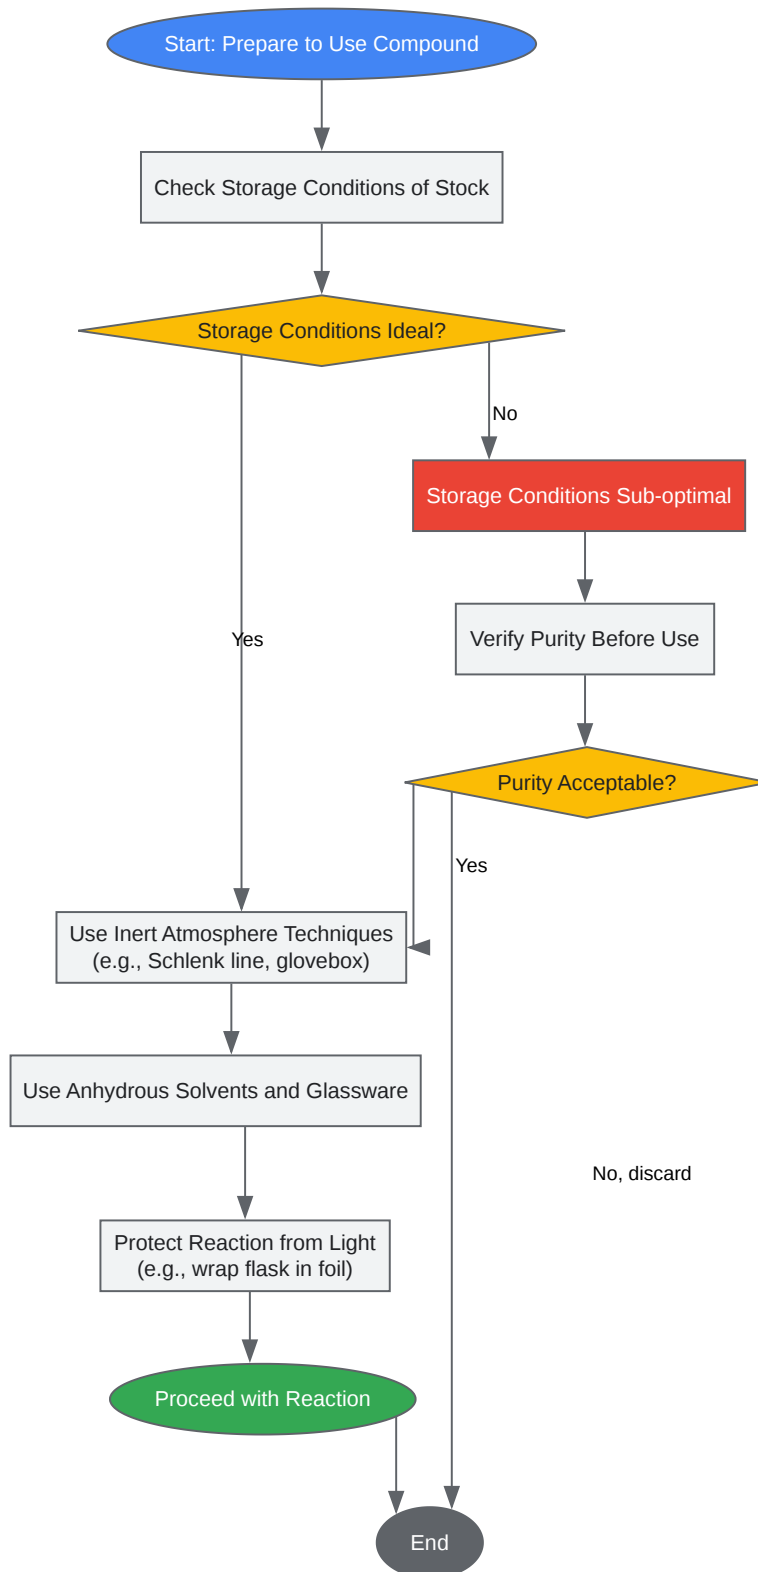 Start: Prepare to Use Compound
Check Storage Conditions of Stock
Storage Conditions Ideal?
No
Storage Conditions Sub-optimal
Yes
Verify Purity Before Use
Purity Acceptable?
Yes
Use Inert Atmosphere Techniques
(e.g., Schlenk line, glovebox)
Use Anhydrous Solvents and Glassware
No, discard
Protect Reaction from Light
(e.g., wrap flask in foil)
Proceed with Reaction
End